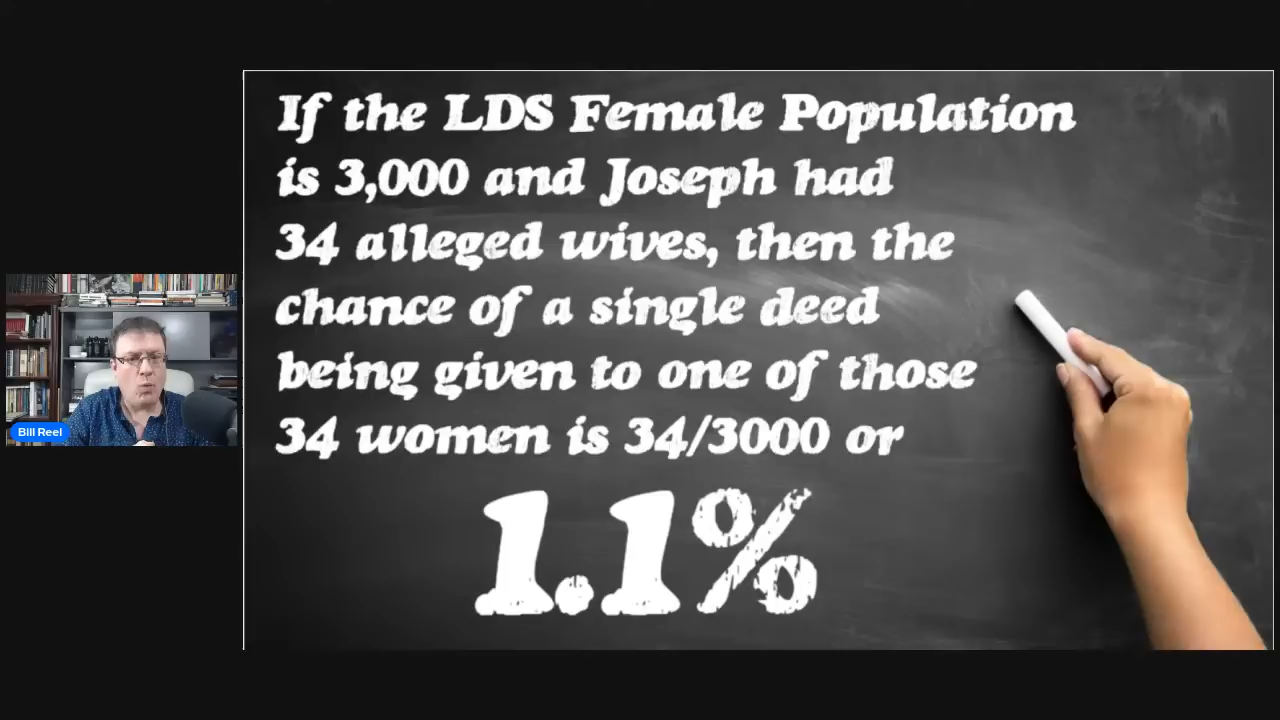 If the LDS Female Population
is 3,000 and Joseph had
34 alleged wives, then the
chance of a single deed
being given to one of those
34 women is 34/3000 or
1.1%
Bill Reel